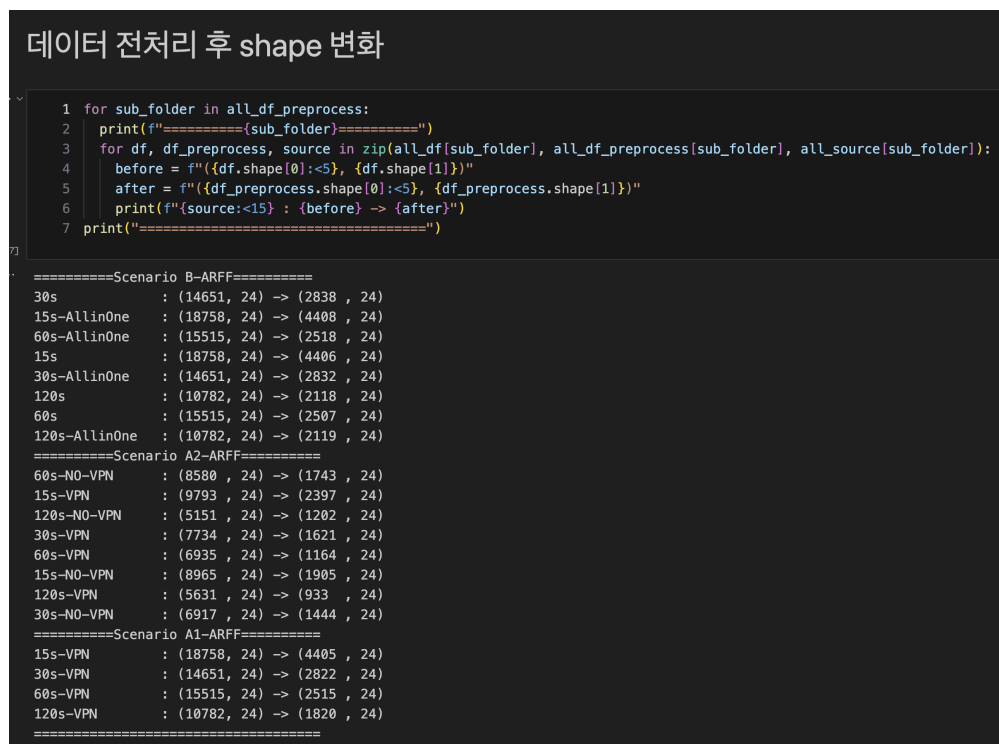 데이터 전처리 후 shape 변화
1 for sub_folder in all_df_preprocess:
2   print(f"=========={sub_folder}==========")
3   for df, df_preprocess, source in zip(all_df[sub_folder], all_df_preprocess[sub_folder], all_source[sub_folder]):
4     before = f"({df.shape[0]:<5}, {df.shape[1]})"
5     after = f"({df_preprocess.shape[0]:<5}, {df_preprocess.shape[1]})"
6     print(f"{source:<15} : {before} -> {after}")
7 print("====================================")
7]
==========Scenario B-ARFF==========
30s             : (14651, 24) -> (2838 , 24)
15s-AllinOne    : (18758, 24) -> (4408 , 24)
60s-AllinOne    : (15515, 24) -> (2518 , 24)
15s             : (18758, 24) -> (4406 , 24)
30s-AllinOne    : (14651, 24) -> (2832 , 24)
120s            : (10782, 24) -> (2118 , 24)
60s             : (15515, 24) -> (2507 , 24)
120s-AllinOne   : (10782, 24) -> (2119 , 24)
==========Scenario A2-ARFF==========
60s-NO-VPN      : (8580 , 24) -> (1743 , 24)
15s-VPN         : (9793 , 24) -> (2397 , 24)
120s-NO-VPN     : (5151 , 24) -> (1202 , 24)
30s-VPN         : (7734 , 24) -> (1621 , 24)
60s-VPN         : (6935 , 24) -> (1164 , 24)
15s-NO-VPN      : (8965 , 24) -> (1905 , 24)
120s-VPN        : (5631 , 24) -> (933  , 24)
30s-NO-VPN      : (6917 , 24) -> (1444 , 24)
==========Scenario A1-ARFF==========
15s-VPN         : (18758, 24) -> (4405 , 24)
30s-VPN         : (14651, 24) -> (2822 , 24)
60s-VPN         : (15515, 24) -> (2515 , 24)
120s-VPN        : (10782, 24) -> (1820 , 24)
====================================